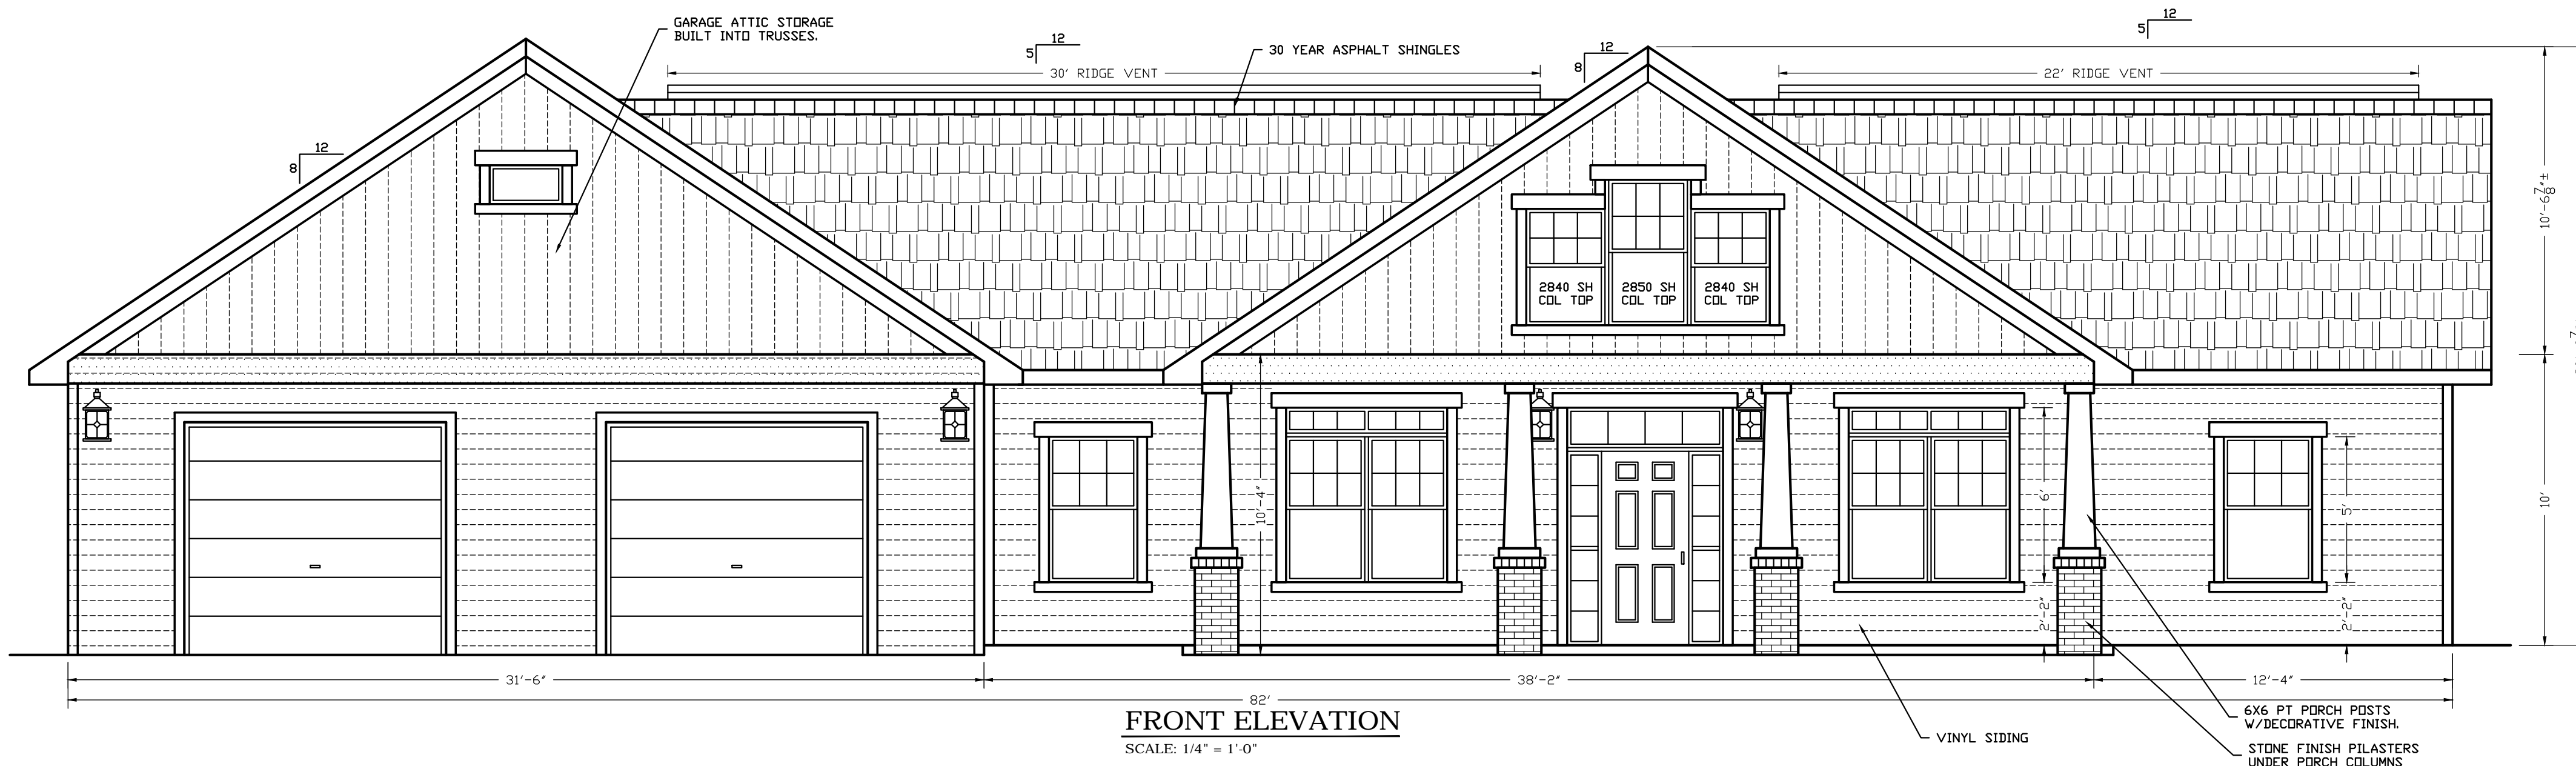 GARAGE ATTIC STORAGE
BUILT INTO TRUSSES.
12
5
30 YEAR ASPHALT SHINGLES
12
8
12
5
30' RIDGE VENT
22' RIDGE VENT
12
8
10'-6 7/8"±
2840 SH
COL TOP
2850 SH
COL TOP
2840 SH
COL TOP
10'-4"
6'
5'
10'
2'-2"
2'-2"
31'-6"
38'-2"
12'-4"
82'
FRONT ELEVATION
SCALE: 1/4" = 1'-0"
VINYL SIDING
6X6 PT PORCH POSTS
W/DECORATIVE FINISH.
STONE FINISH PILASTERS
UNDER PORCH COLUMNS